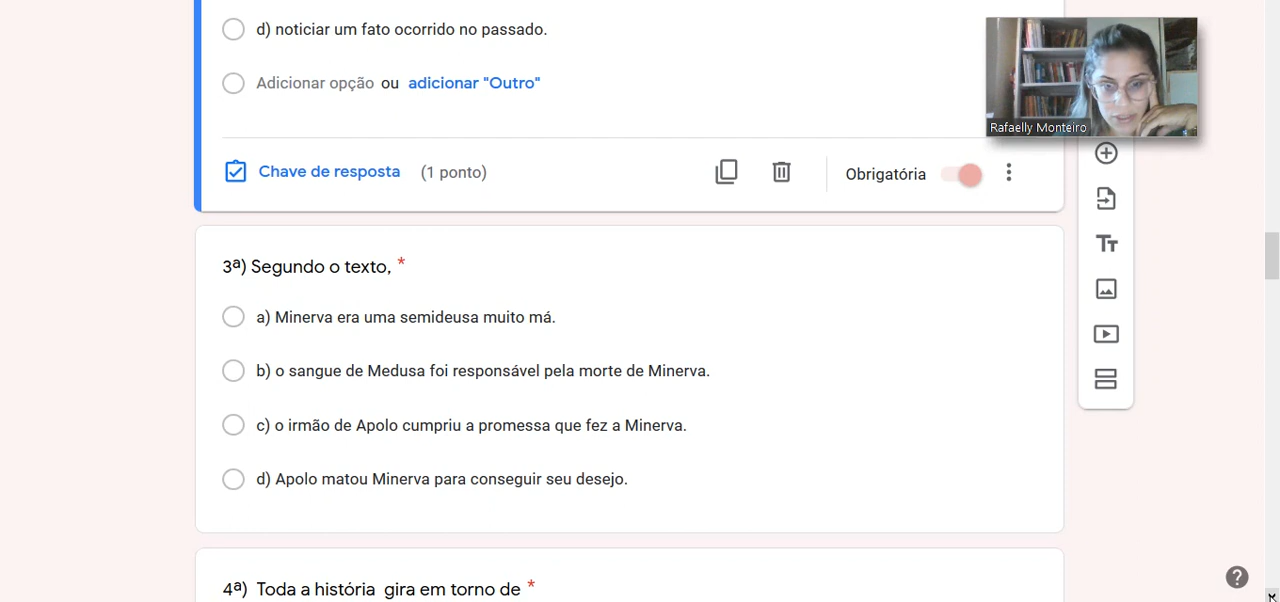 d) noticiar um fato ocorrido no passado.
Adicionar opção ou adicionar "Outro"
Rafaelly Monteiro
Chave de resposta (1 ponto)
Obrigatória
Tт
3ª) Segundo o texto, *
a) Minerva era uma semideusa muito má.
b) o sangue de Medusa foi responsável pela morte de Minerva.
c) o irmão de Apolo cumpriu a promessa que fez a Minerva.
d) Apolo matou Minerva para conseguir seu desejo.
4ª) Toda a história gira em torno de *